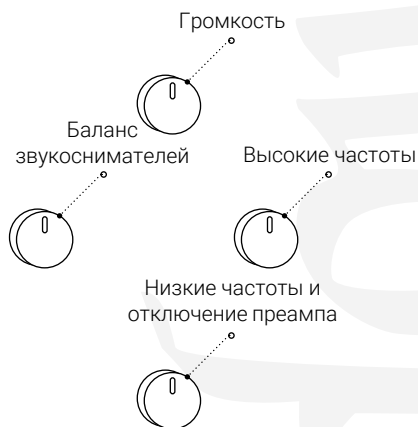 Громкость
Баланс
звукоснимателей
Высокие частоты
Низкие частоты и
отключение преампа